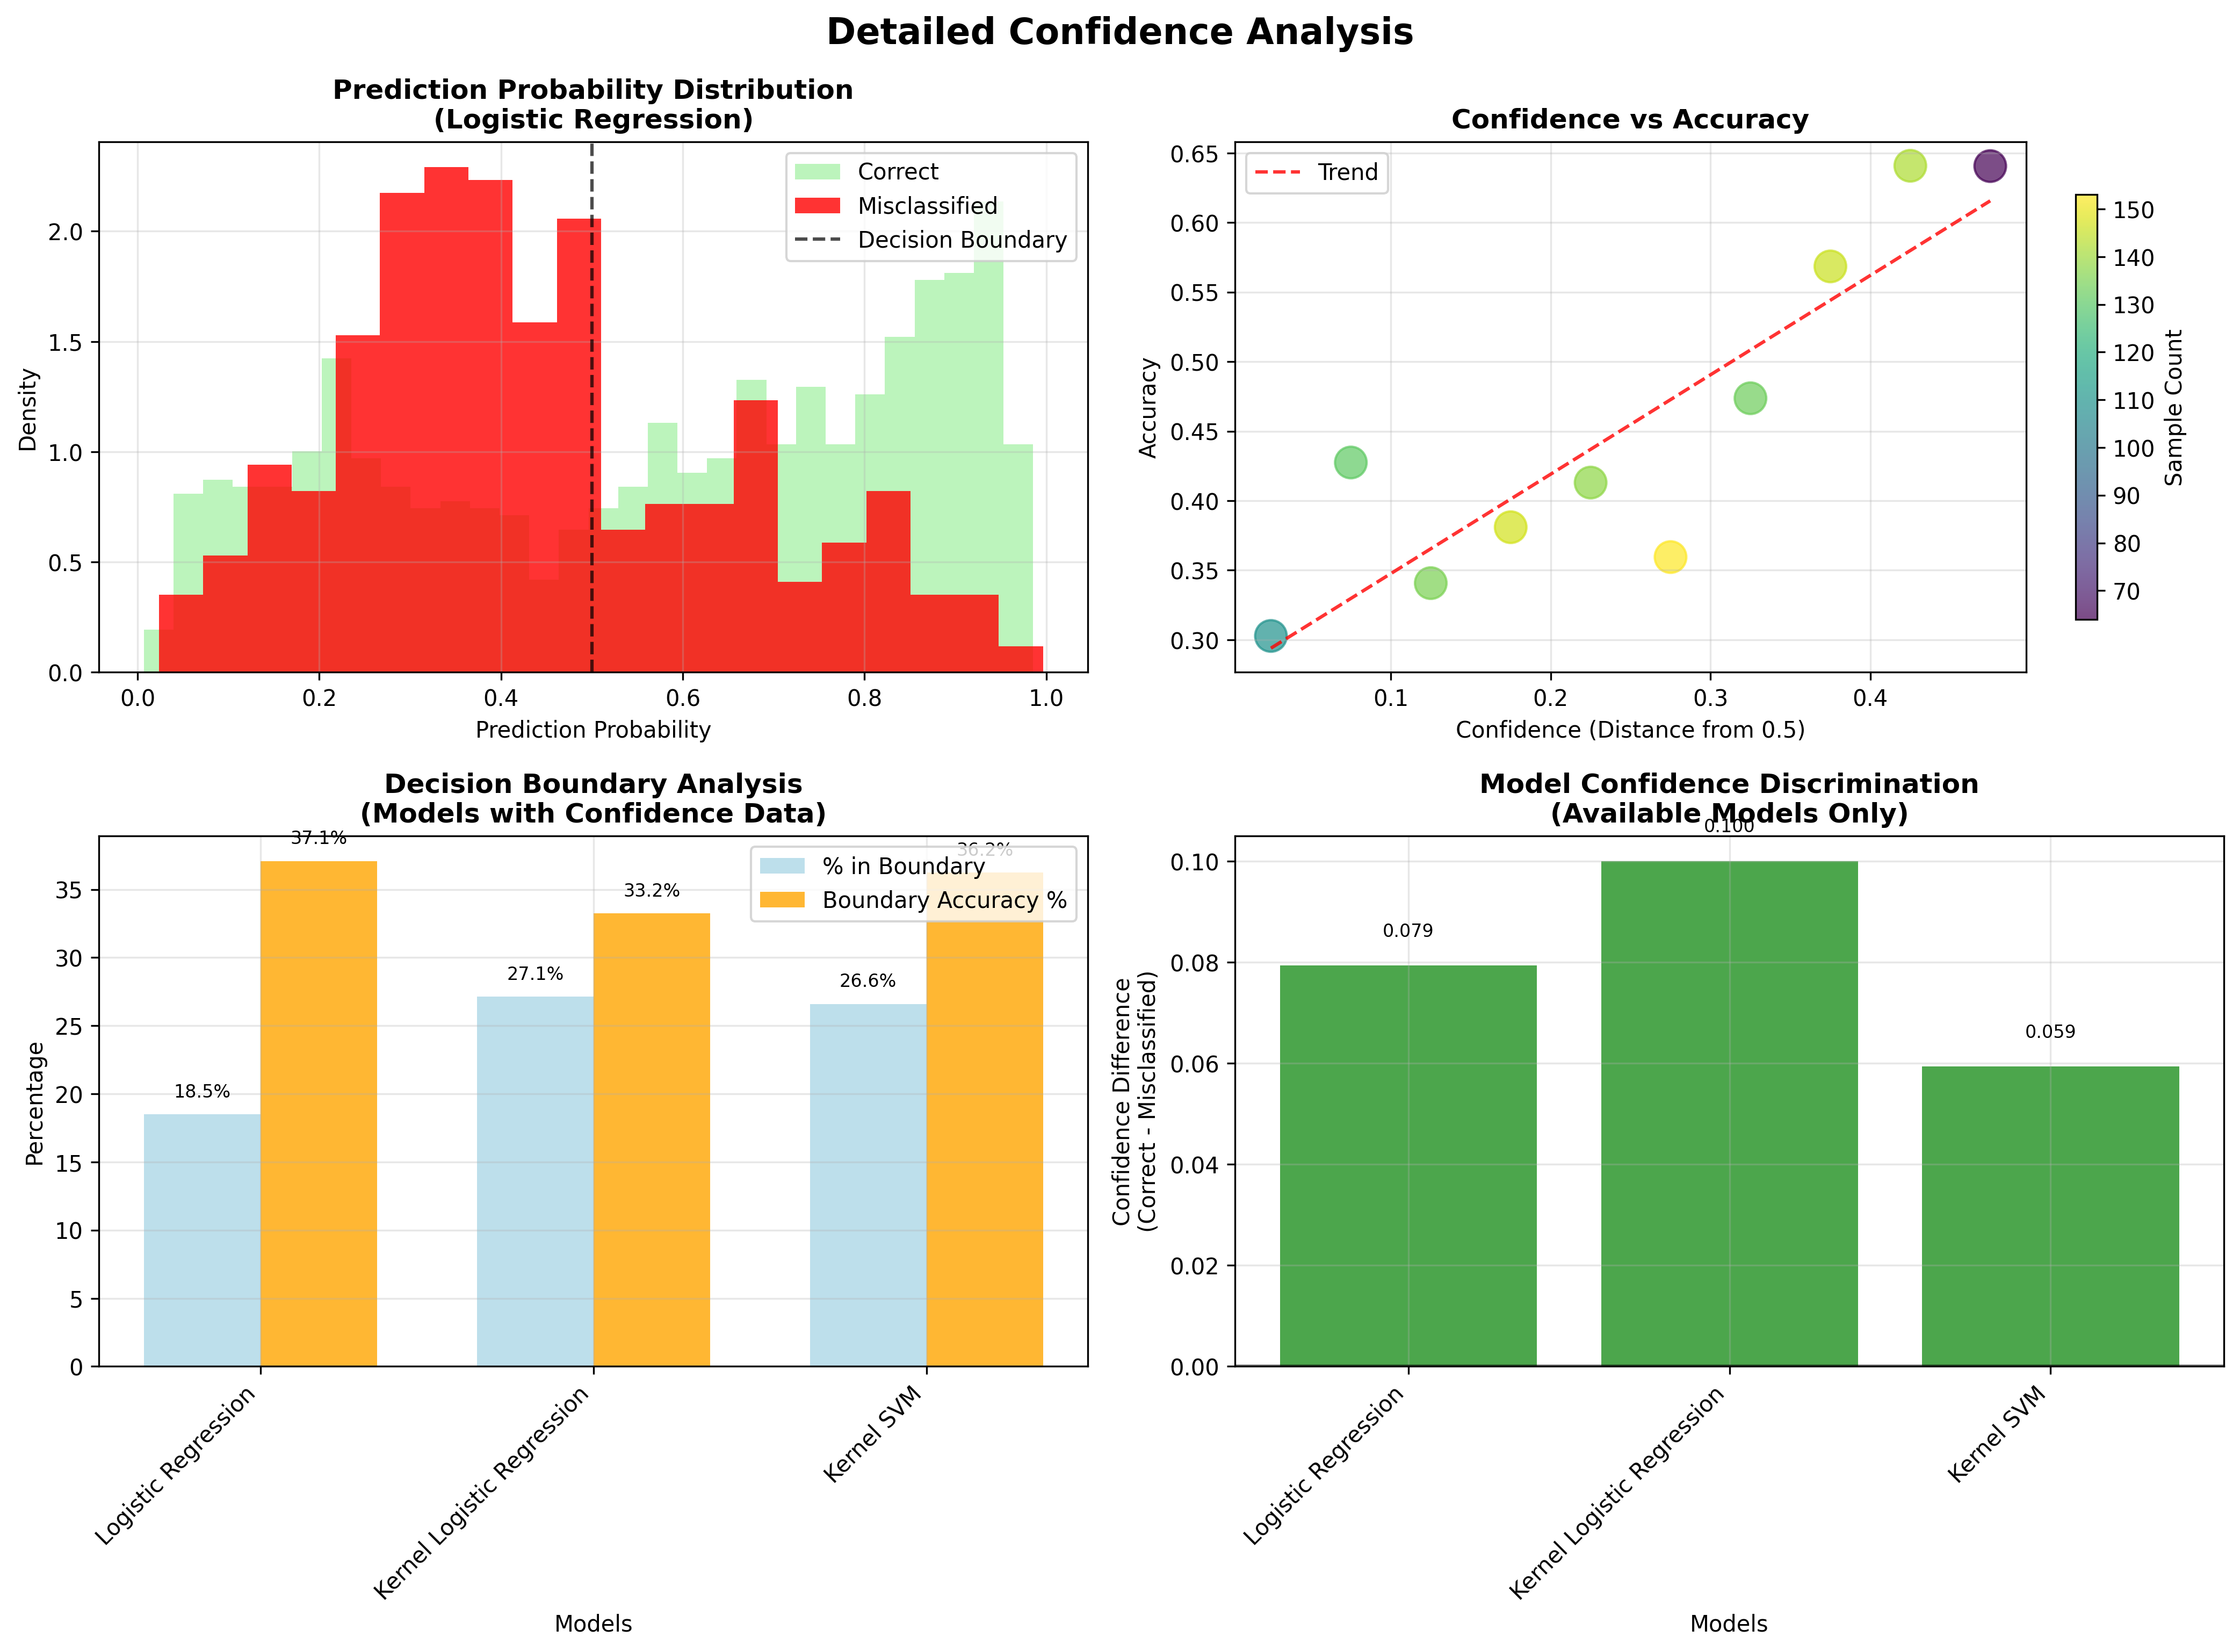 Detailed Confidence Analysis
Prediction Probability Distribution
(Logistic Regression)
Density
2.0
1.5
1.0
0.5
0.0
Correct
Misclassified
Decision Boundary
0.0
0.2
0.4
0.6
0.8
1.0
Prediction Probability
Confidence vs Accuracy
Accuracy
0.65
0.60
0.55
0.50
0.45
0.40
0.35
0.30
Trend
0.1
0.2
0.3
0.4
Confidence (Distance from 0.5)
150
140
130
120
110
100
90
80
70
Sample Count
Decision Boundary Analysis
(Models with Confidence Data)
Percentage
35
30
25
20
15
10
5
0
% in Boundary
Boundary Accuracy %
18.5%
37.1%
27.1%
33.2%
26.6%
36.2%
Logistic Regression
Kernel Logistic Regression
Kernel SVM
Models
Model Confidence Discrimination
(Available Models Only)
Confidence Difference
(Correct - Misclassified)
0.10
0.08
0.06
0.04
0.02
0.00
0.079
0.100
0.059
Logistic Regression
Kernel Logistic Regression
Kernel SVM
Models